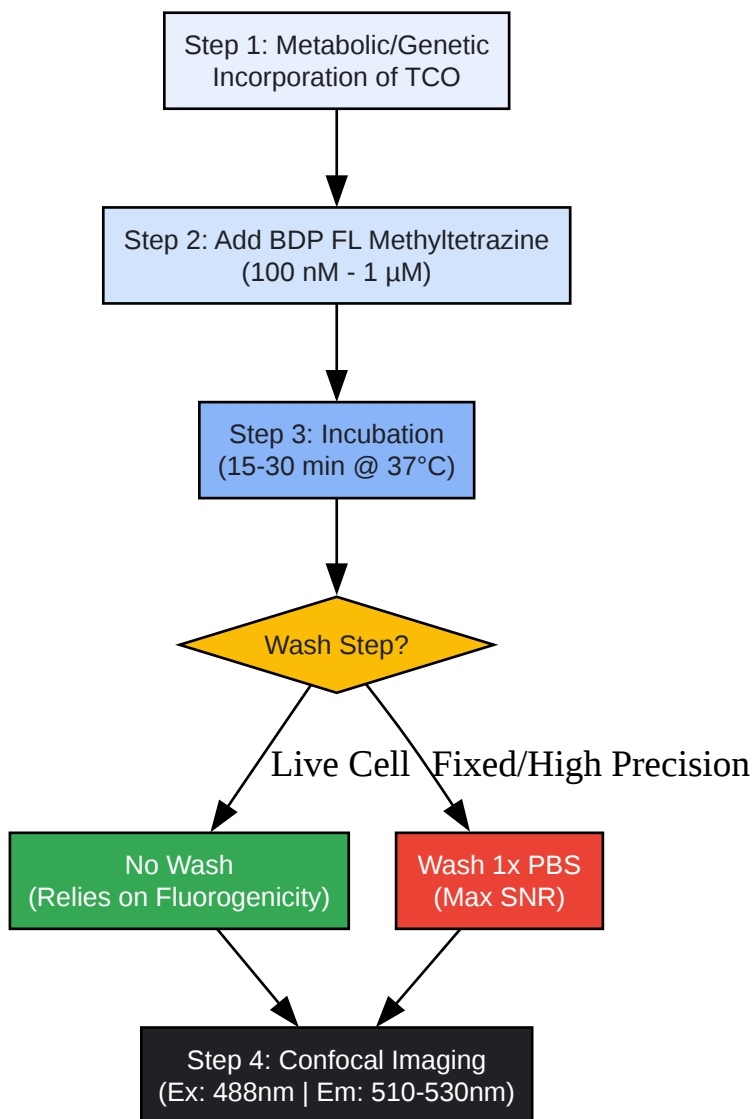 Step 1: Metabolic/Genetic
Incorporation of TCO
Step 2: Add BDP FL Methyltetrazine
(100 nM - 1 µM)
Step 3: Incubation
(15-30 min @ 37°C)
Wash Step?
Live Cell
Fixed/High Precision
No Wash
(Relies on Fluorogenicity)
Wash 1x PBS
(Max SNR)
Step 4: Confocal Imaging
(Ex: 488nm | Em: 510-530nm)